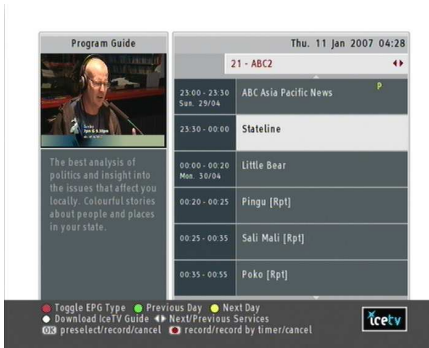 Program Guide
Thu. 11 Jan 2007 04:28
21 - ABC2
23:00 - 23:30 ABC Asia Pacific News P
Sun. 29/04
23:30 - 00:00 Stateline
00:00 - 00:20 Little Bear
Mon. 30/04
00:20 - 00:25 Pingu [Rpt]
00:25 - 00:35 Sali Mali [Rpt]
00:35 - 00:55 Poko [Rpt]
The best analysis of
politics and insight into
the issues that affect you
locally. Colourful stories
about people and places
in your state.
Toggle EPG Type Previous Day Next Day
Download IceTV Guide Next/Previous Services
OK preselect/record/cancel record/record by timer/cancel
icetv